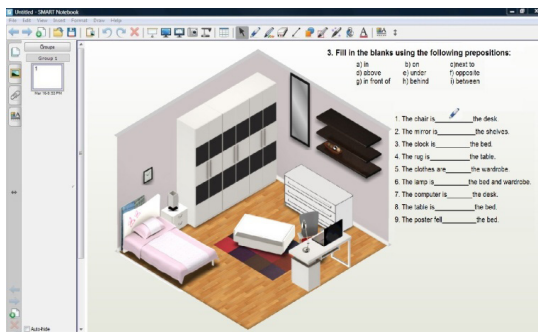 Untitled - SMART Notebook
File Edit View Insert Format Draw Help
Groups
Group 1
1
3. Fill in the blanks using the following prepositions:
a) in b) on c)next to
d) above e) under f) opposite
g) in front of h) behind i) between
1. The chair is__________the desk.
2. The mirror is__________the shelves.
3. The clock is__________the bed.
4. The rug is__________the table.
5. The clothes are__________the wardrobe.
6. The lamp is__________the bed and wardrobe.
7. The computer is__________the desk.
8. The table is__________the bed.
9. The poster fell__________the bed.
Auto-hide